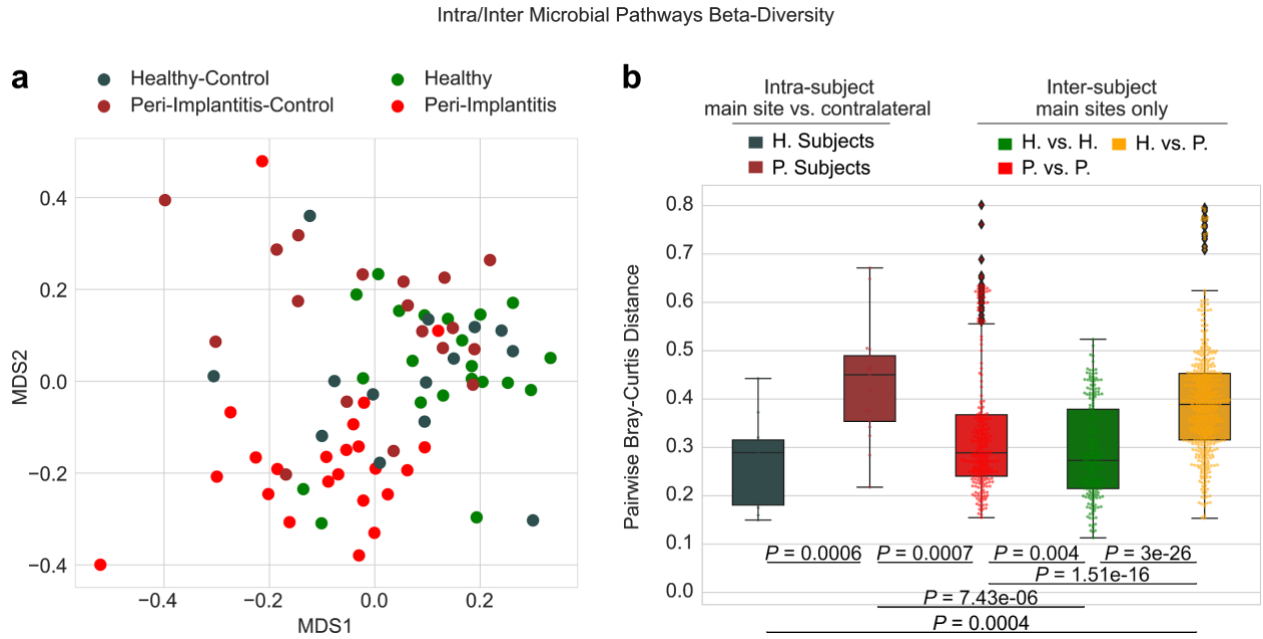 Intra/Inter Microbial Pathways Beta-Diversity
a
Healthy-Control
Healthy
Peri-Implantitis-Control
Peri-Implantitis
MDS2
0.4
0.2
0.0
−0.2
−0.4
−0.4
−0.2
0.0
0.2
MDS1
b
Intra-subject
main site vs. contralateral
H. Subjects
P. Subjects
Inter-subject
main sites only
H. vs. H.
H. vs. P.
P. vs. P.
Pairwise Bray-Curtis Distance
0.8
0.7
0.6
0.5
0.4
0.3
0.2
0.1
0.0
P = 0.0006
P = 0.0007
P = 0.004
P = 3e-26
P = 1.51e-16
P = 7.43e-06
P = 0.0004